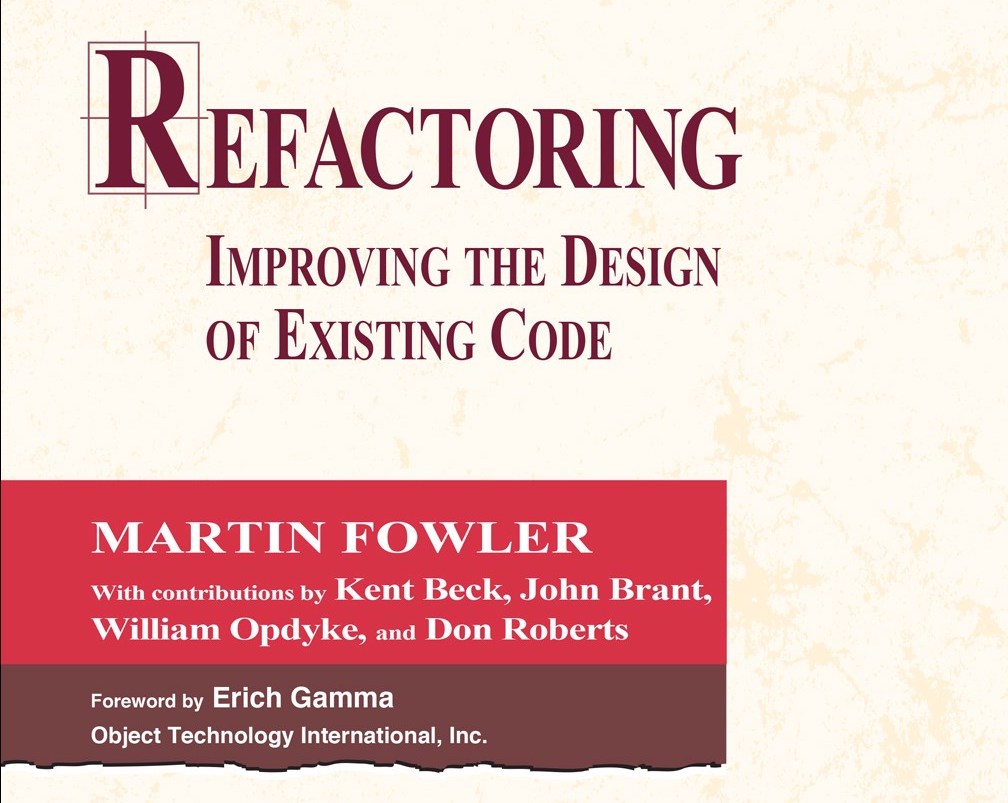 REFACTORING
IMPROVING THE DESIGN
OF EXISTING CODE
MARTIN FOWLER
With contributions by Kent Beck, John Brant,
William Opdyke, and Don Roberts
Foreword by Erich Gamma
Object Technology International, Inc.